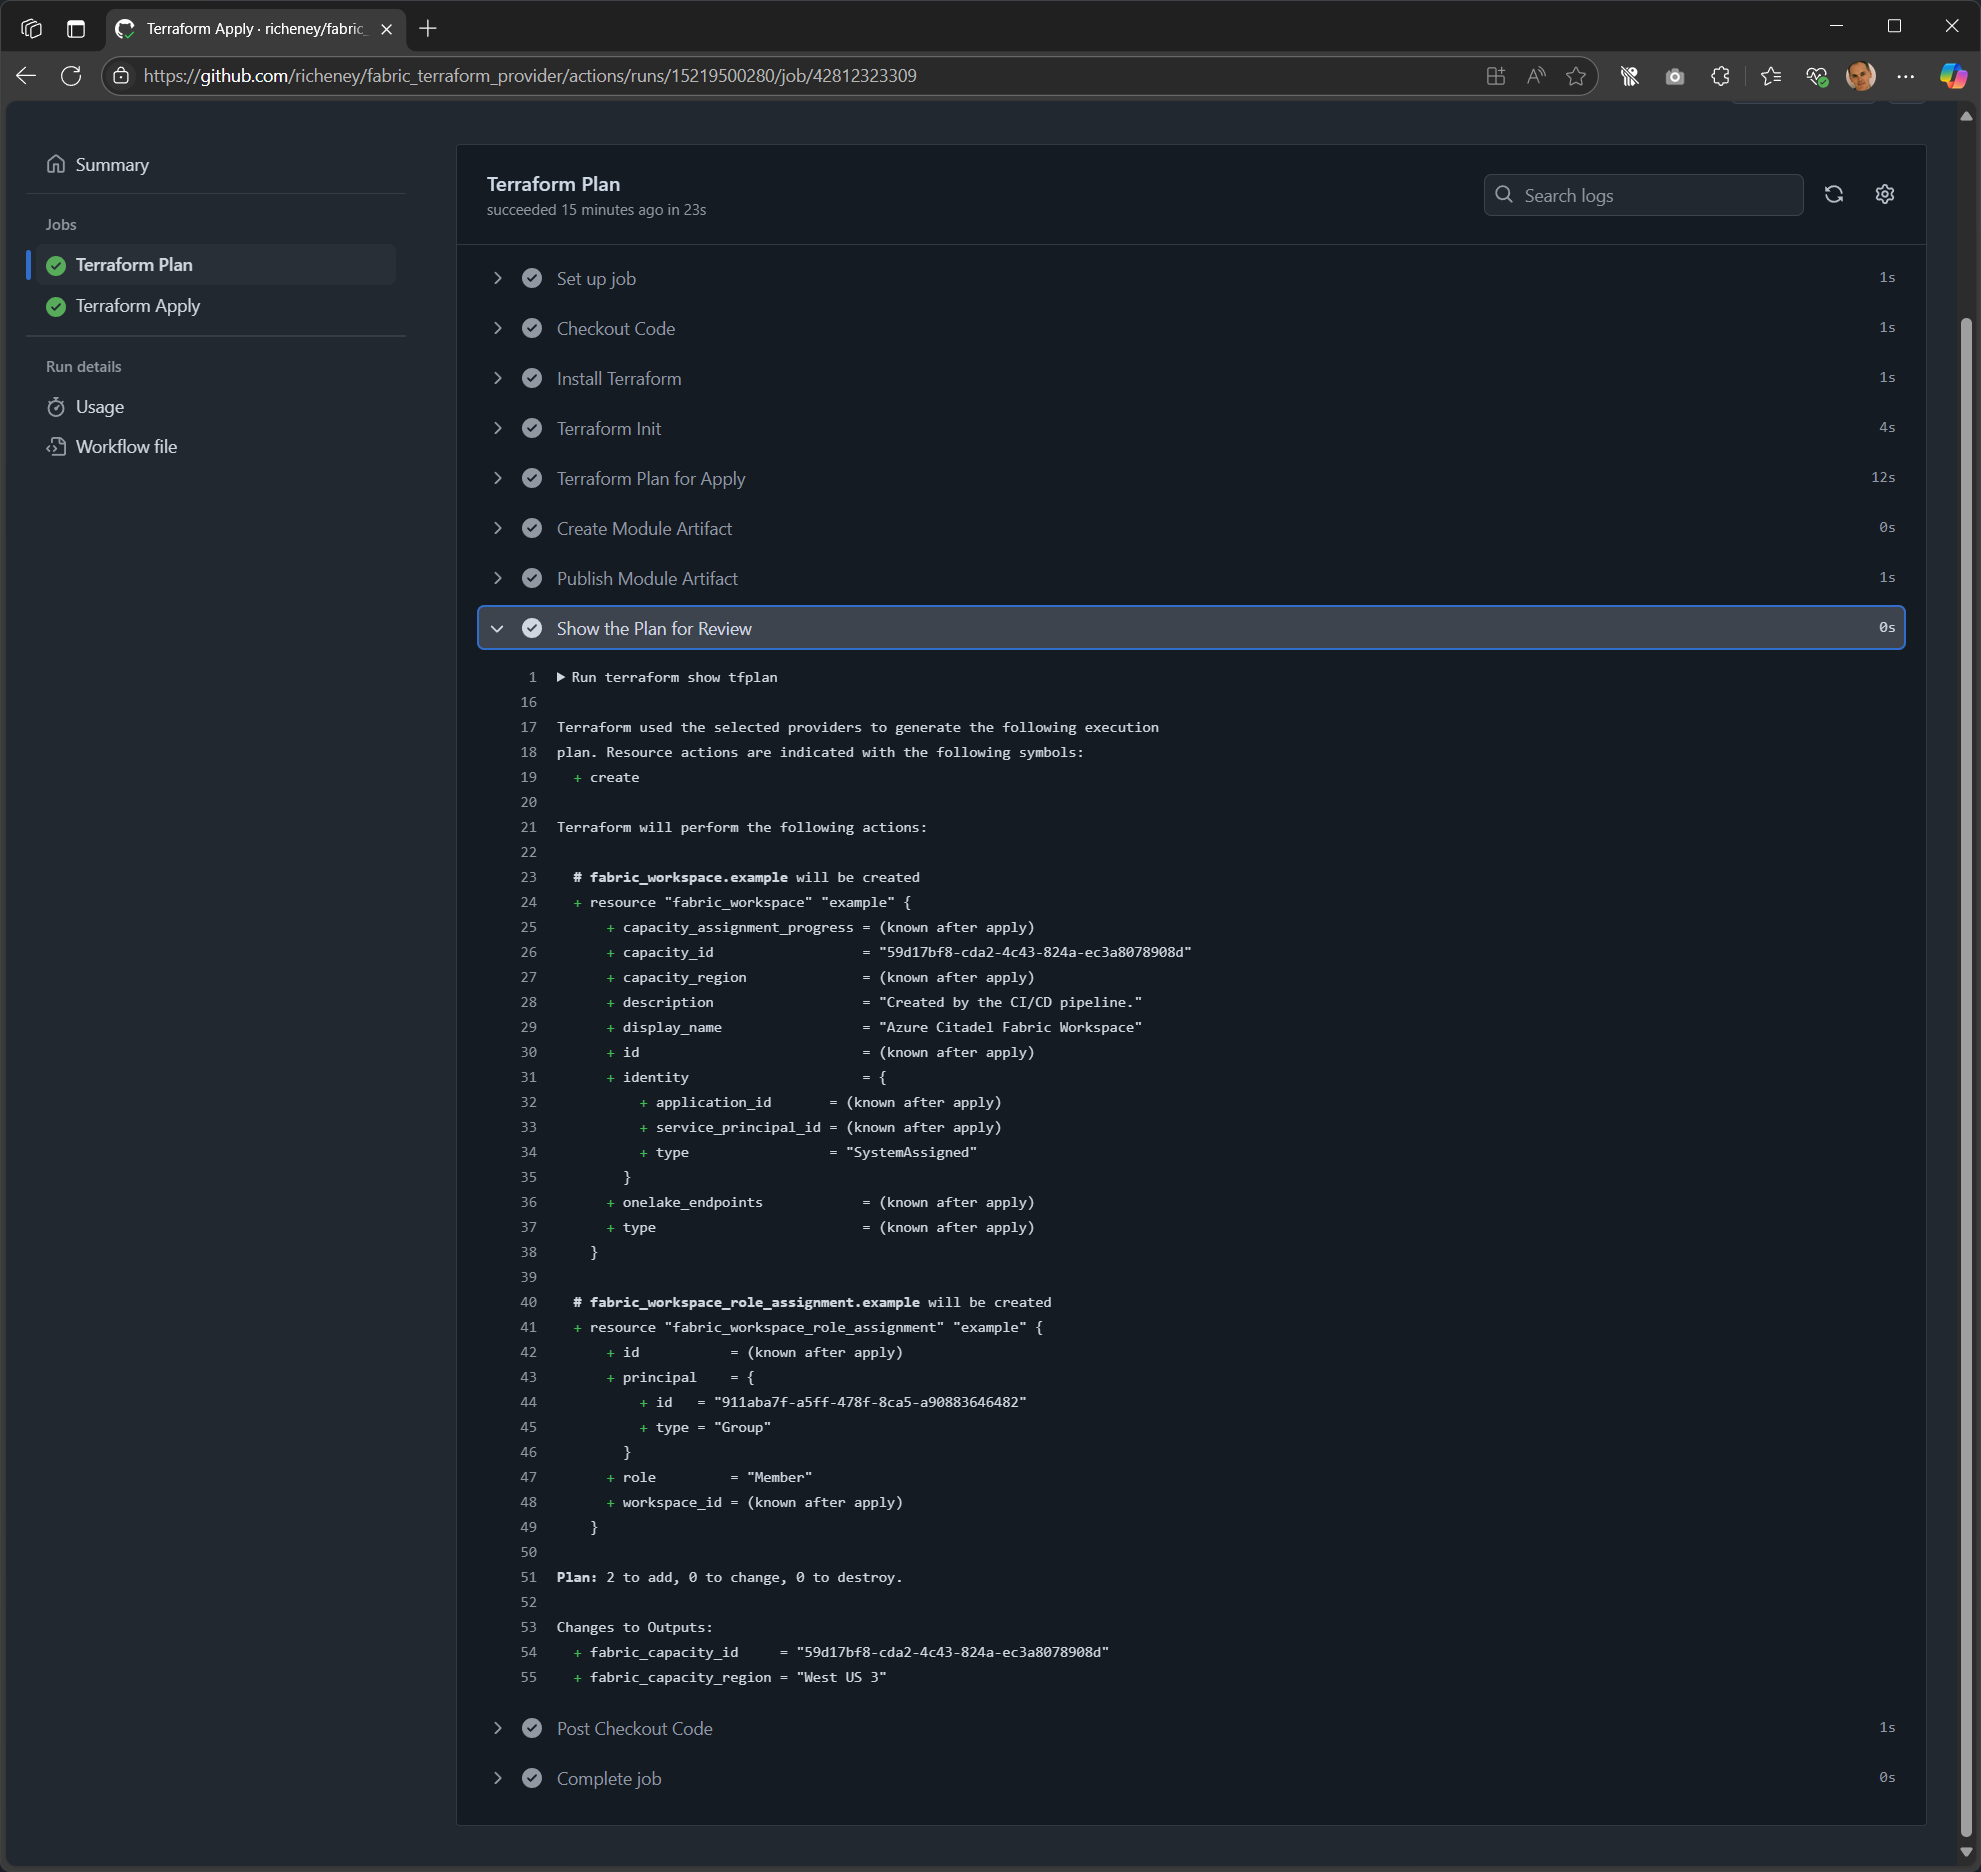 Terraform Apply · richeney/fabric_
https://github.com/richeney/fabric_terraform_provider/actions/runs/15219500280/job/42812323309
Summary
Jobs
Terraform Plan
Terraform Apply
Run details
Usage
Workflow file
Terraform Plan
succeeded 15 minutes ago in 23s
Search logs
Set up job 1s
Checkout Code 1s
Install Terraform 1s
Terraform Init 4s
Terraform Plan for Apply 12s
Create Module Artifact 0s
Publish Module Artifact 1s
Show the Plan for Review 0s
1 Run terraform show tfplan
16
17 Terraform used the selected providers to generate the following execution
18 plan. Resource actions are indicated with the following symbols:
19   + create
20
21 Terraform will perform the following actions:
22
23   # fabric_workspace.example will be created
24   + resource "fabric_workspace" "example" {
25       + capacity_assignment_progress = (known after apply)
26       + capacity_id                  = "59d17bf8-cda2-4c43-824a-ec3a8078908d"
27       + capacity_region              = (known after apply)
28       + description                  = "Created by the CI/CD pipeline."
29       + display_name                 = "Azure Citadel Fabric Workspace"
30       + id                           = (known after apply)
31       + identity                     = {
32           + application_id       = (known after apply)
33           + service_principal_id = (known after apply)
34           + type                 = "SystemAssigned"
35         }
36       + onelake_endpoints            = (known after apply)
37       + type                         = (known after apply)
38     }
39
40   # fabric_workspace_role_assignment.example will be created
41   + resource "fabric_workspace_role_assignment" "example" {
42       + id           = (known after apply)
43       + principal    = {
44           + id   = "911aba7f-a5ff-478f-8ca5-a90883646482"
45           + type = "Group"
46         }
47       + role         = "Member"
48       + workspace_id = (known after apply)
49     }
50
51 Plan: 2 to add, 0 to change, 0 to destroy.
52
53 Changes to Outputs:
54   + fabric_capacity_id     = "59d17bf8-cda2-4c43-824a-ec3a8078908d"
55   + fabric_capacity_region = "West US 3"
Post Checkout Code 1s
Complete job 0s